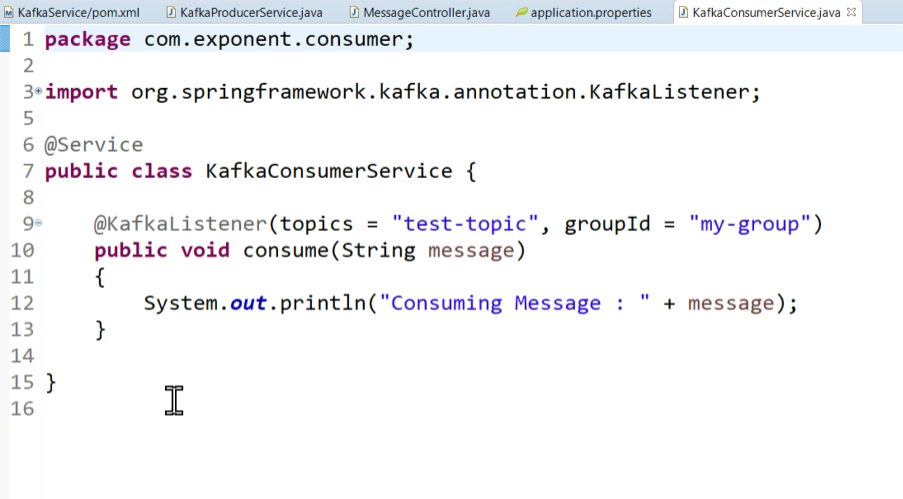 KafkaService/pom.xml KafkaProducerService.java MessageController.java application.properties KafkaConsumerService.java
1 package com.exponent.consumer;
2
3 import org.springframework.kafka.annotation.KafkaListener;
5
6 @Service
7 public class KafkaConsumerService {
8
9 @KafkaListener(topics = "test-topic", groupId = "my-group")
10 public void consume(String message)
11 {
12 System.out.println("Consuming Message : " + message);
13 }
14
15 }
16